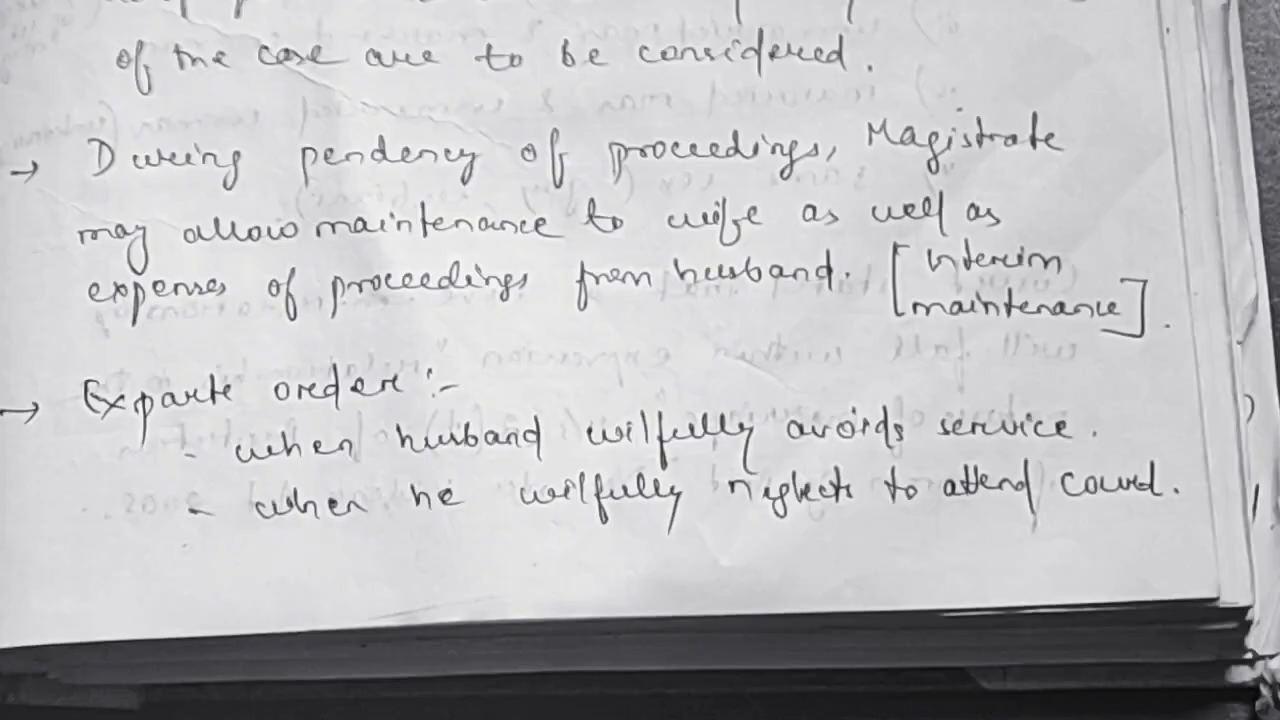 of the case are to be considered.
→ During pendency of proceedings, Magistrate
may allow maintenance to wife as well as
expenses of proceedings from husband. [Interim
maintenance].
→ Exparte order :-
- when husband wilfully avoids service.
- when he wilfully neglects to attend court.